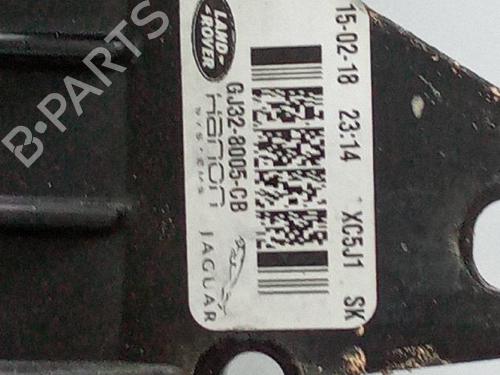 LAND
ROVER
15-02-18 23:14 XC5J1 SK
GJ32-8005-CB
Hanon
SYSTEMS
JAGUAR
B-PARTS